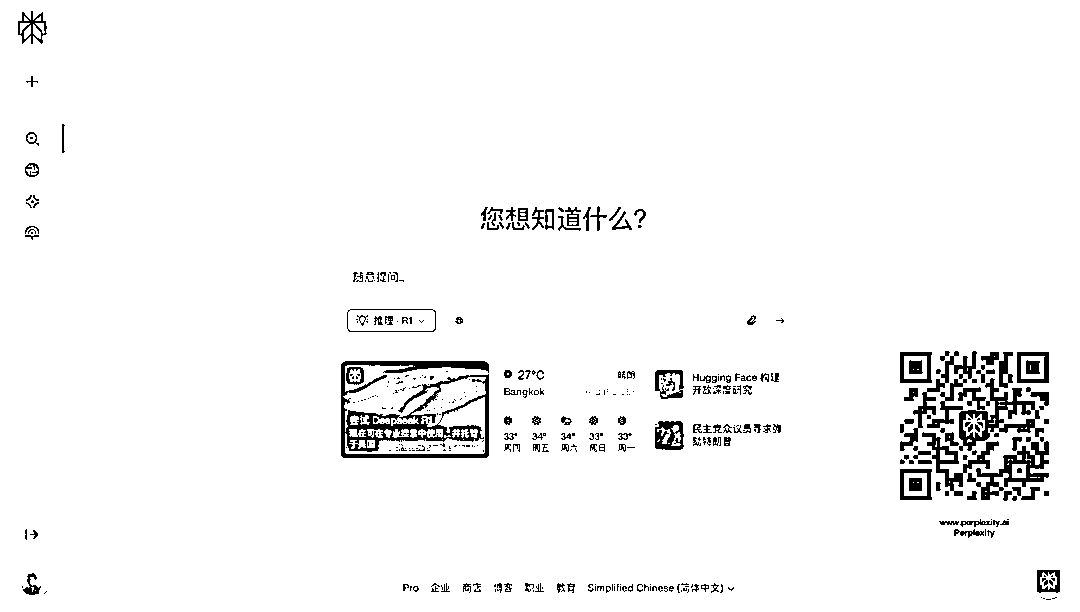 您想知道什么?
随意提问...
推理 · R1
尝试 Deepseek R1
现在可在专业搜索中使用，并托管
于美国
27°C
晴朗
Bangkok
33° 34° 34° 33° 33°
周四 周五 周六 周日 周一
Hugging Face 构建
开放深度研究
民主党众议员寻求弹
劾特朗普
www.perplexity.ai
Perplexity
Pro 企业 商店 博客 职业 教育 Simplified Chinese (简体中文)